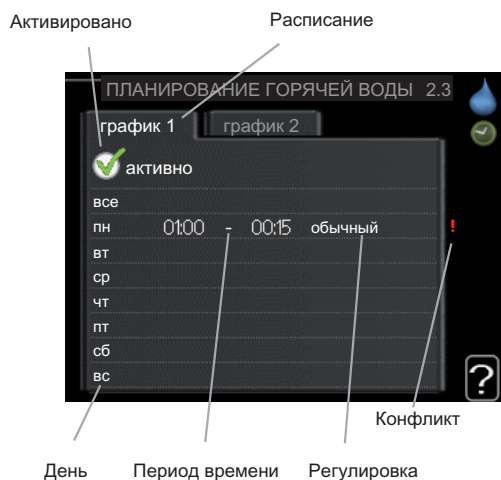 Активировано
Расписание
ПЛАНИРОВАНИЕ ГОРЯЧЕЙ ВОДЫ 2.3
график 1 график 2
активно
все
пн 01:00 - 00:15 обычный !
вт
ср
чт
пт
сб
вс
?
Конфликт
День Период времени Регулировка